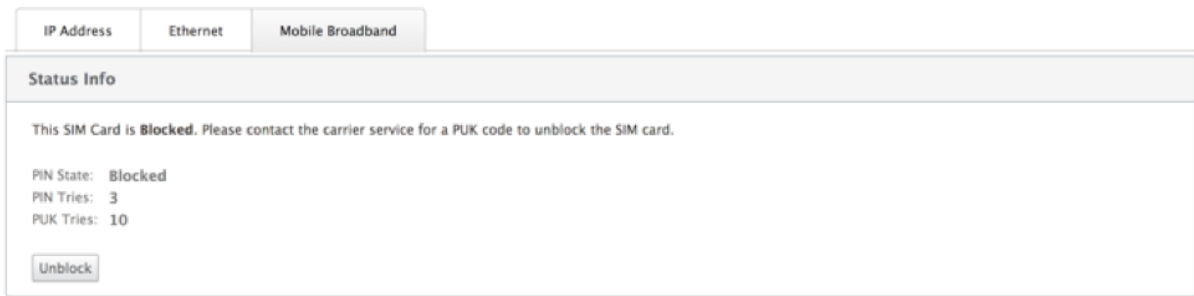 IP Address Ethernet Mobile Broadband
Status Info
This SIM Card is Blocked. Please contact the carrier service for a PUK code to unblock the SIM card.
PIN State: Blocked
PIN Tries: 3
PUK Tries: 10
Unblock